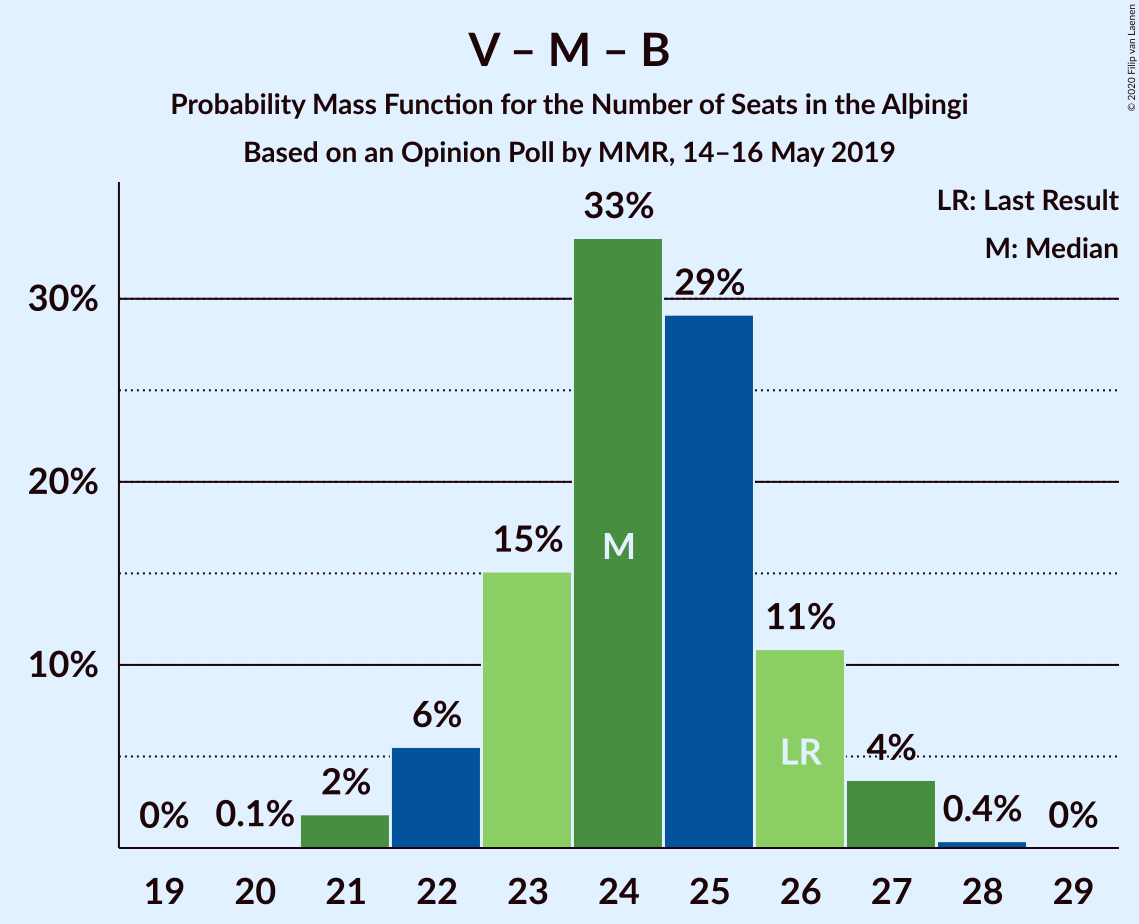 V – M – B
Probability Mass Function for the Number of Seats in the Alþingi
Based on an Opinion Poll by MMR, 14–16 May 2019
© 2020 Filip van Laenen
LR: Last Result
M: Median
33%
29%
30%
20%
15%
M
11%
10%
6%
LR
4%
2%
0%
0.1%
0.4%
0%
19 20 21 22 23 24 25 26 27 28 29